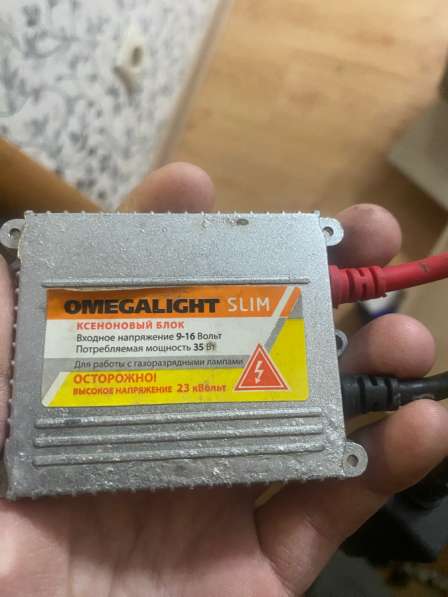 OMEGALIGHT SLIM
КСЕНОНОВЫЙ БЛОК
Входное напряжение 9-16 Вольт
Потребляемая мощность 35 Вт
Для работы с газоразрядными лампами
ОСТОРОЖНО!
ВЫСОКОЕ НАПРЯЖЕНИЕ 23 кВольт